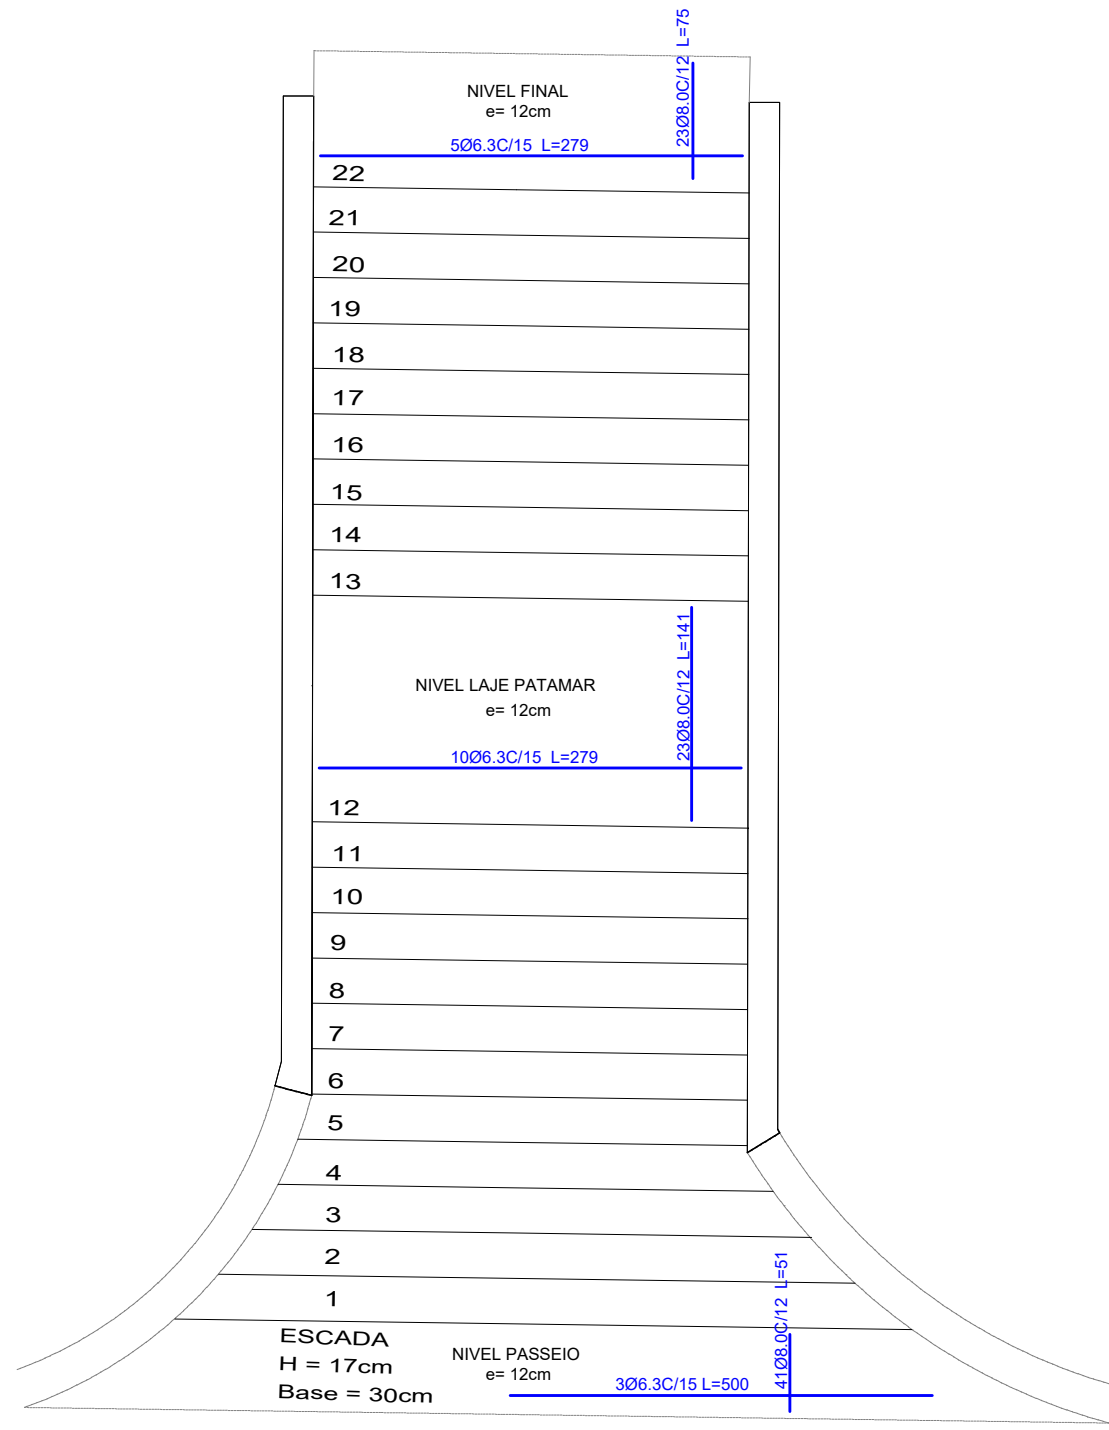 23Ø8.0C/12 L=75
NIVEL FINAL
e= 12cm
5Ø6.3C/15 L=279
22
21
20
19
18
17
16
15
14
13
23Ø8.0C/12 L=141
NIVEL LAJE PATAMAR
e= 12cm
10Ø6.3C/15 L=279
12
11
10
9
8
7
6
5
4
3
2
1
41Ø8.0C/12 L=51
ESCADA
H = 17cm
Base = 30cm
NIVEL PASSEIO
e= 12cm
3Ø6.3C/15 L=500